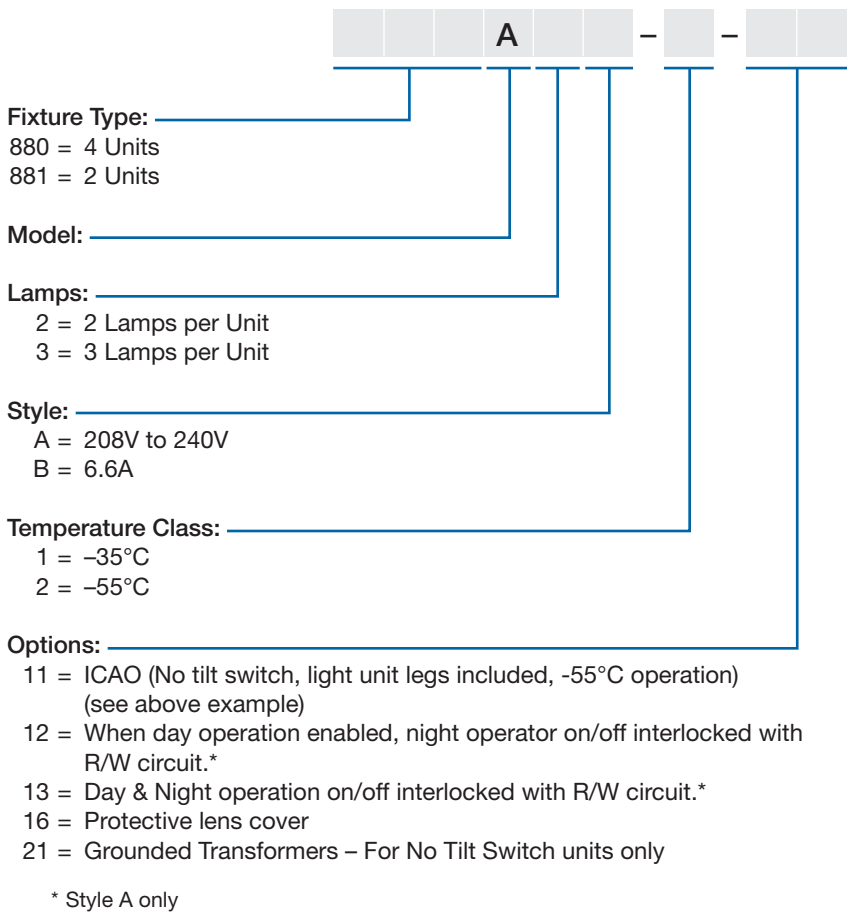 A – –
Fixture Type:
880 = 4 Units
881 = 2 Units
Model:
Lamps:
2 = 2 Lamps per Unit
3 = 3 Lamps per Unit
Style:
A = 208V to 240V
B = 6.6A
Temperature Class:
1 = –35°C
2 = –55°C
Options:
11 = ICAO (No tilt switch, light unit legs included, -55°C operation)
(see above example)
12 = When day operation enabled, night operator on/off interlocked with
R/W circuit.*
13 = Day & Night operation on/off interlocked with R/W circuit.*
16 = Protective lens cover
21 = Grounded Transformers – For No Tilt Switch units only
* Style A only